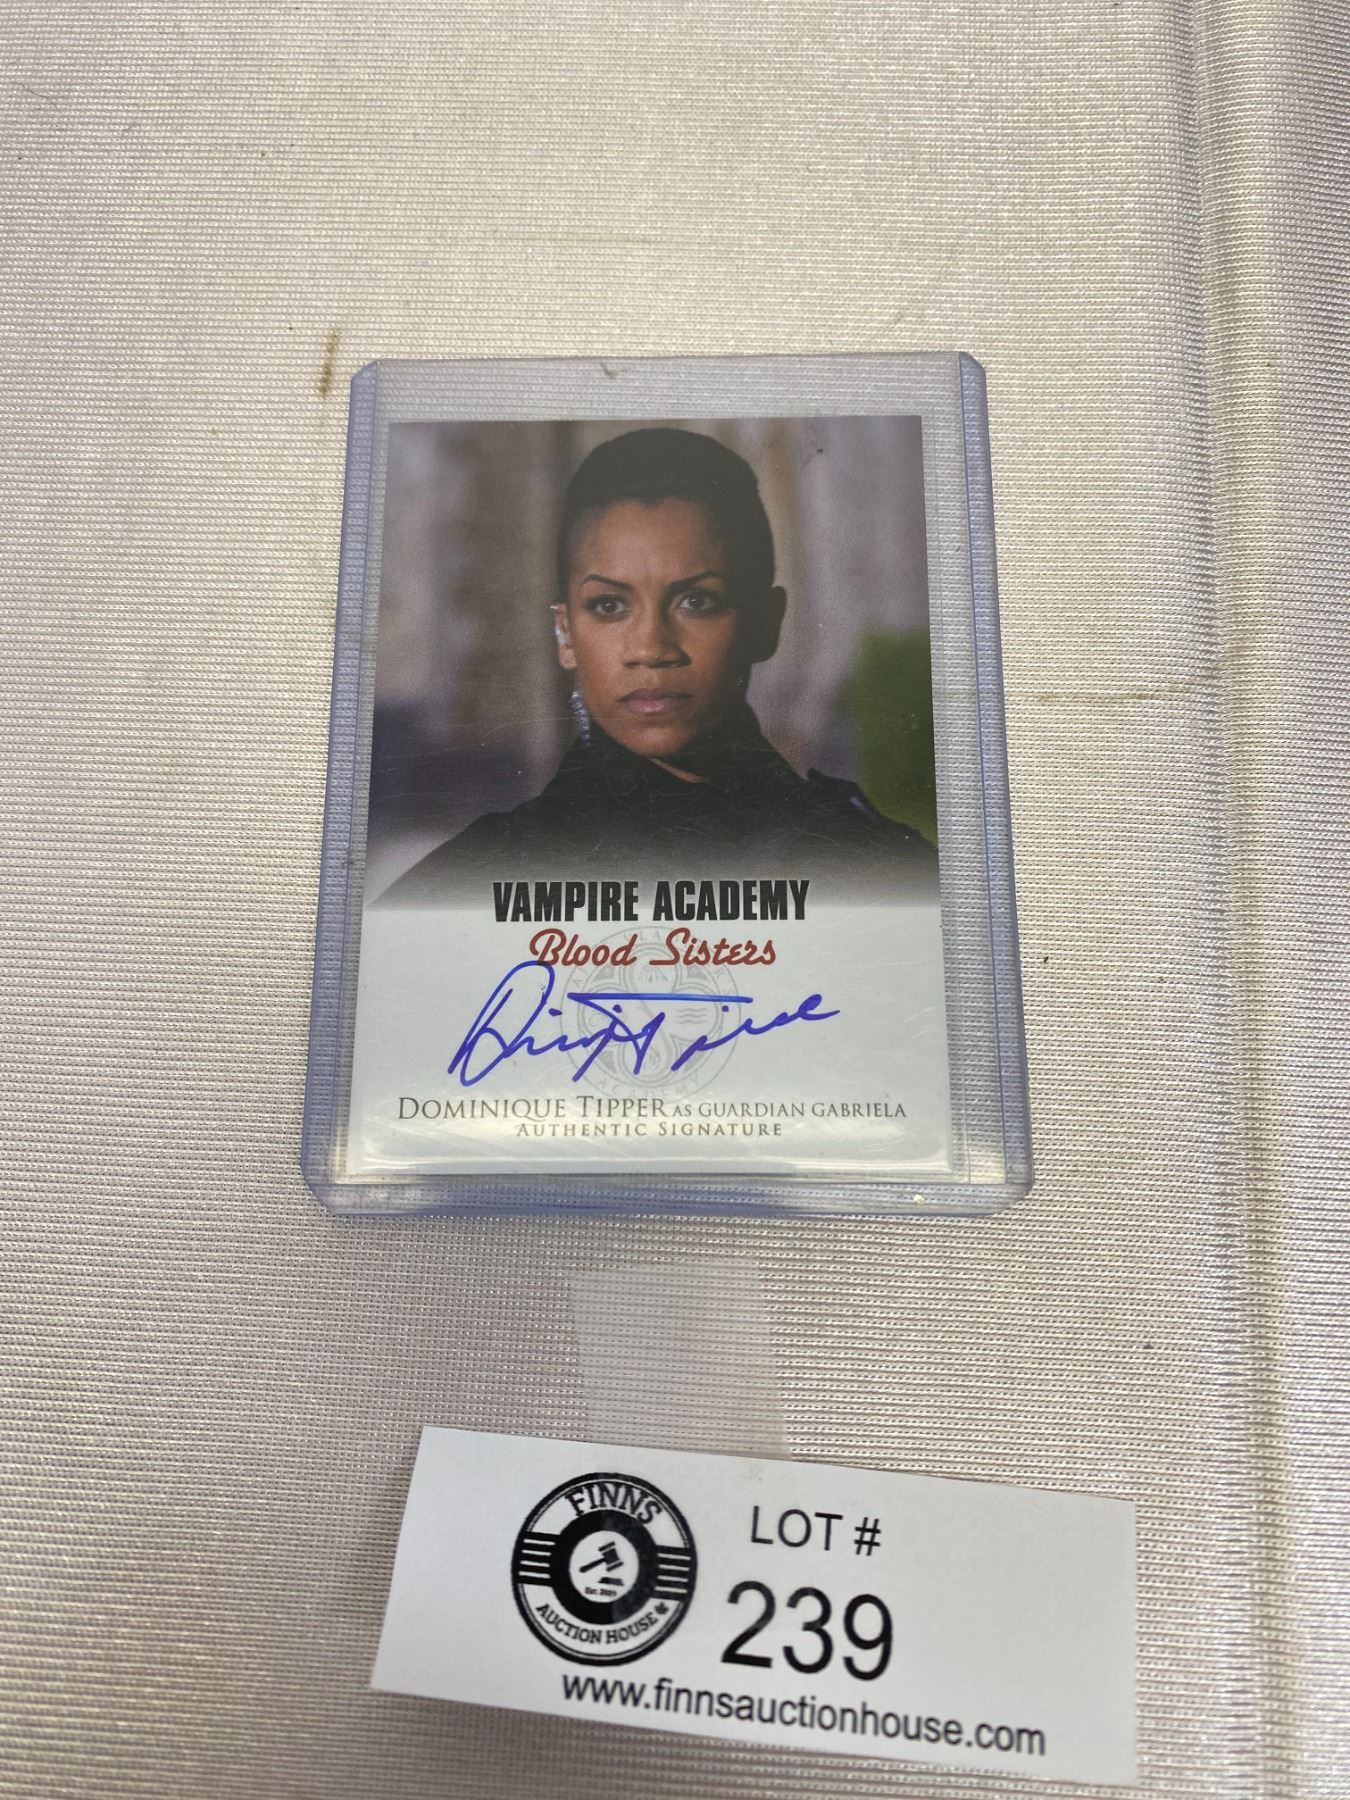 VAMPIRE ACADEMY
Blood Sisters
DOMINIQUE TIPPER AS GUARDIAN GABRIELA
AUTHENTIC SIGNATURE
FINNS
AUCTION HOUSE
LOT #
239
www.finnsauctionhouse.com